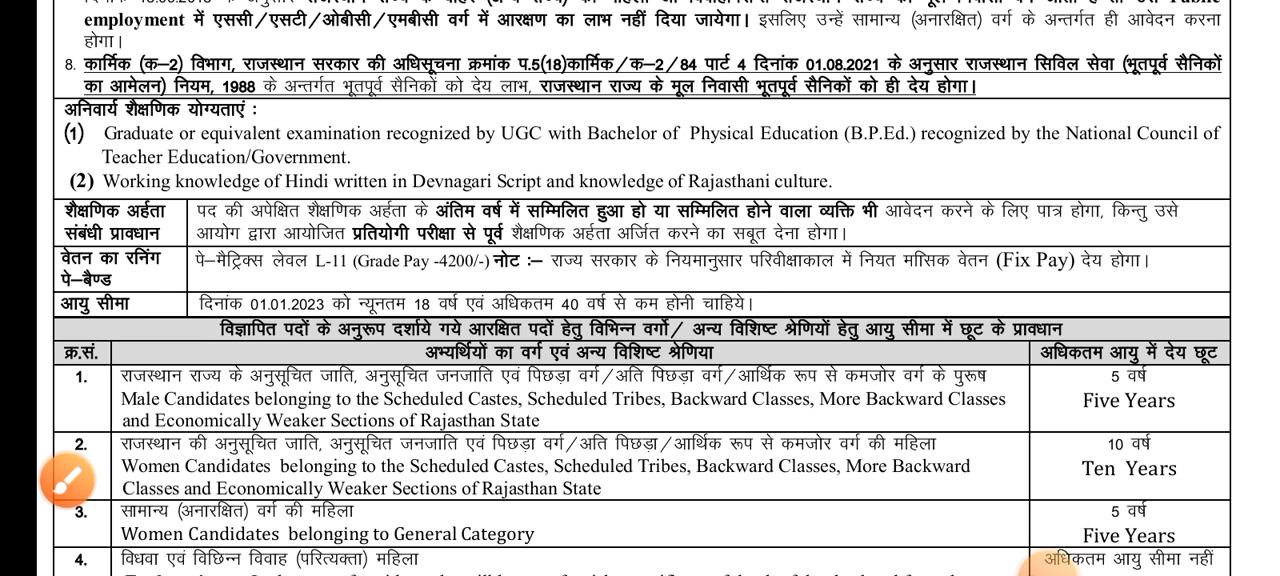 employment में एससी/एसटी/ओबीसी/एमबीसी वर्ग में आरक्षण का लाभ नहीं दिया जायेगा। इसलिए उन्हें सामान्य (अनारक्षित) वर्ग के अन्तर्गत ही आवेदन करना
होगा।
8. कार्मिक (क–2) विभाग, राजस्थान सरकार की अधिसूचना क्रमांक प.5(18)कार्मिक/क–2/84 पार्ट 4 दिनांक 01.08.2021 के अनुसार राजस्थान सिविल सेवा (भूतपूर्व सैनिकों
का आमेलन) नियम, 1988 के अन्तर्गत भूतपूर्व सैनिकों को देय लाभ, राजस्थान राज्य के मूल निवासी भूतपूर्व सैनिकों को ही देय होगा।
अनिवार्य शैक्षणिक योग्यताएं :
(1) Graduate or equivalent examination recognized by UGC with Bachelor of Physical Education (B.P.Ed.) recognized by the National Council of
Teacher Education/Government.
(2) Working knowledge of Hindi written in Devnagari Script and knowledge of Rajasthani culture.
शैक्षणिक अर्हता संबंधी प्रावधान
पद की अपेक्षित शैक्षणिक अर्हता के अंतिम वर्ष में सम्मिलित हुआ हो या सम्मिलित होने वाला व्यक्ति भी आवेदन करने के लिए पात्र होगा, किन्तु उसे
आयोग द्वारा आयोजित प्रतियोगी परीक्षा से पूर्व शैक्षणिक अर्हता अर्जित करने का सबूत देना होगा।
वेतन का रनिंग
पे–बैण्ड
पे–मैट्रिक्स लेवल L-11 (Grade Pay -4200/-) नोट :– राज्य सरकार के नियमानुसार परिवीक्षाकाल में नियत मासिक वेतन (Fix Pay) देय होगा।
आयु सीमा दिनांक 01.01.2023 को न्यूनतम 18 वर्ष एवं अधिकतम 40 वर्ष से कम होनी चाहिये।
विज्ञापित पदों के अनुरूप दर्शाये गये आरक्षित पदों हेतु विभिन्न वर्गो/ अन्य विशिष्ट श्रेणियों हेतु आयु सीमा में छूट के प्रावधान
क्र.सं. अभ्यर्थियों का वर्ग एवं अन्य विशिष्ट श्रेणिया अधिकतम आयु में देय छूट
1. राजस्थान राज्य के अनुसूचित जाति, अनुसूचित जनजाति एवं पिछड़ा वर्ग/अति पिछड़ा वर्ग/आर्थिक रूप से कमजोर वर्ग के पुरूष 5 वर्ष
Male Candidates belonging to the Scheduled Castes, Scheduled Tribes, Backward Classes, More Backward Classes Five Years
and Economically Weaker Sections of Rajasthan State
2. राजस्थान की अनुसूचित जाति, अनुसूचित जनजाति एवं पिछड़ा वर्ग/अति पिछड़ा/आर्थिक रूप से कमजोर वर्ग की महिला 10 वर्ष
Women Candidates belonging to the Scheduled Castes, Scheduled Tribes, Backward Classes, More Backward Ten Years
Classes and Economically Weaker Sections of Rajasthan State
3. सामान्य (अनारक्षित) वर्ग की महिला 5 वर्ष
Women Candidates belonging to General Category Five Years
4. विधवा एवं विछिन्न विवाह (परित्यक्ता) महिला अधिकतम आयु सीमा नहीं